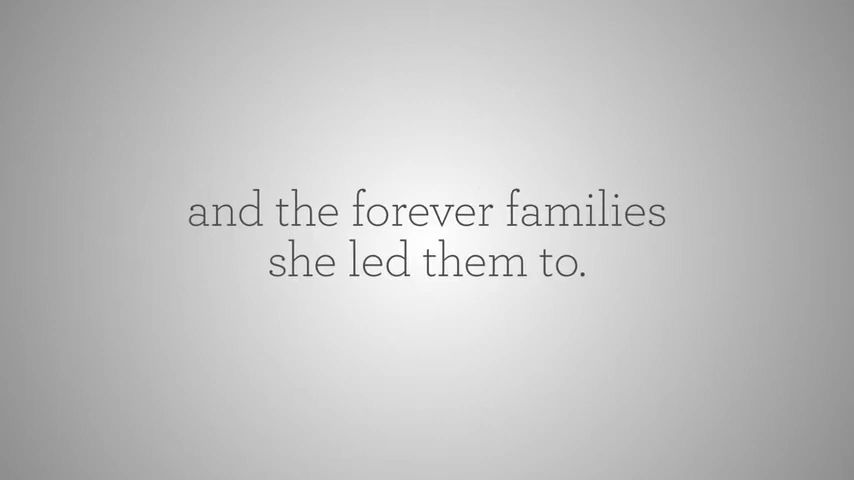 and the forever families
she led them to.